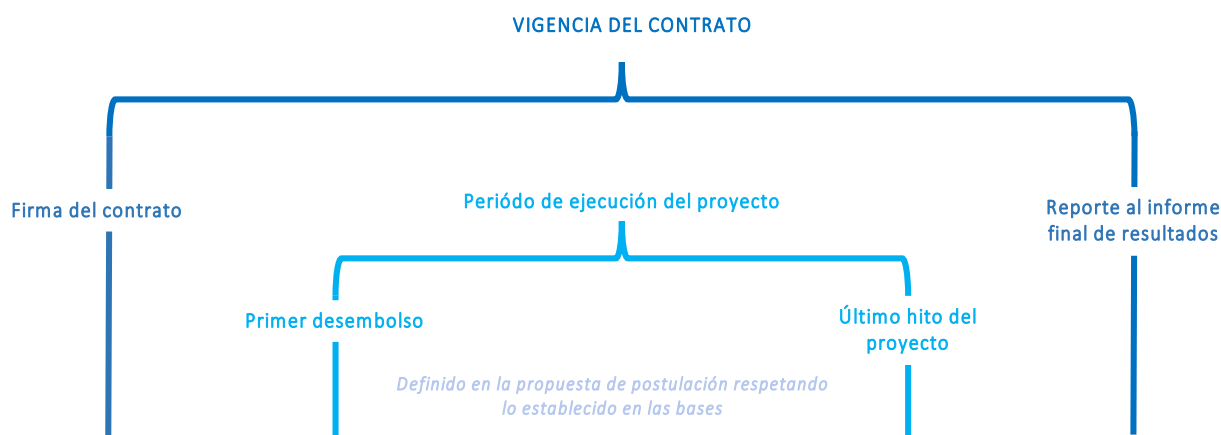 VIGENCIA DEL CONTRATO
Firma del contrato
Periódo de ejecución del proyecto
Reporte al informe
final de resultados
Primer desembolso
Último hito del
proyecto
Definido en la propuesta de postulación respetando
lo establecido en las bases